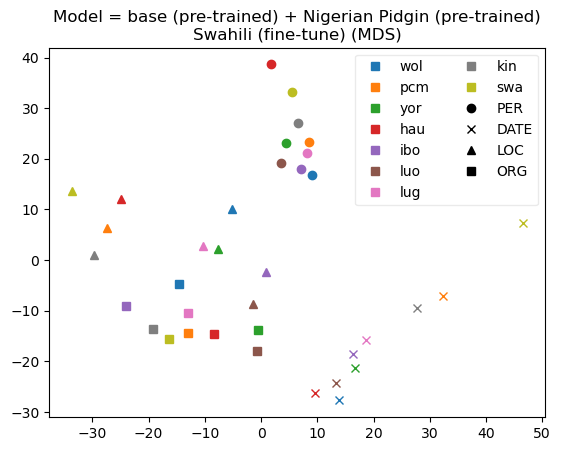 Model = base (pre-trained) + Nigerian Pidgin (pre-trained)
Swahili (fine-tune) (MDS)
40
30
20
10
0
−10
−20
−30
wol
pcm
yor
hau
ibo
luo
lug
kin
swa
PER
DATE
LOC
ORG
−30
−20
−10
0
10
20
30
40
50